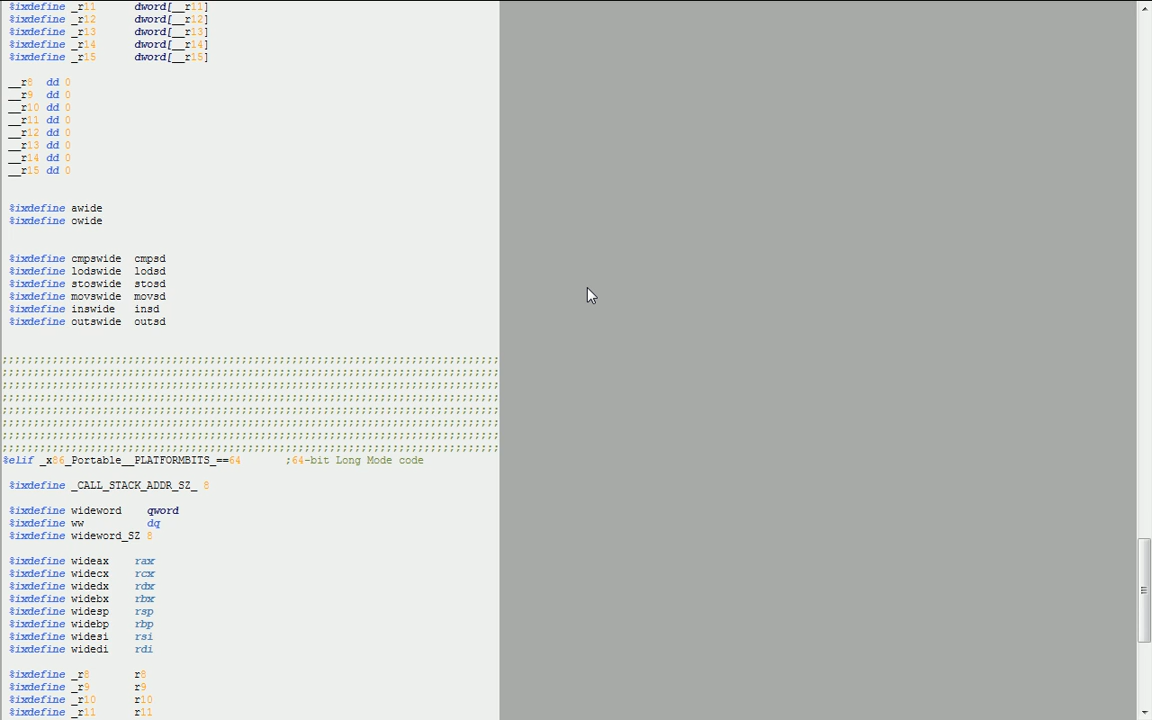 %ixdefine _r11 dword[__r11]
%ixdefine _r12 dword[__r12]
%ixdefine _r13 dword[__r13]
%ixdefine _r14 dword[__r14]
%ixdefine _r15 dword[__r15]
__r8 dd 0
__r9 dd 0
__r10 dd 0
__r11 dd 0
__r12 dd 0
__r13 dd 0
__r14 dd 0
__r15 dd 0
%ixdefine awide
%ixdefine owide
%ixdefine cmpswide cmpsd
%ixdefine lodswide lodsd
%ixdefine stoswide stosd
%ixdefine movswide movsd
%ixdefine inswide insd
%ixdefine outswide outsd
;;;;;;;;;;;;;;;;;;;;;;;;;;;;;;;;;;;;;;;;;;;;;;;;;;;;;;;;;;;;;;;;;;;;;;;;;;;;;;;
;;;;;;;;;;;;;;;;;;;;;;;;;;;;;;;;;;;;;;;;;;;;;;;;;;;;;;;;;;;;;;;;;;;;;;;;;;;;;;;
;;;;;;;;;;;;;;;;;;;;;;;;;;;;;;;;;;;;;;;;;;;;;;;;;;;;;;;;;;;;;;;;;;;;;;;;;;;;;;;
;;;;;;;;;;;;;;;;;;;;;;;;;;;;;;;;;;;;;;;;;;;;;;;;;;;;;;;;;;;;;;;;;;;;;;;;;;;;;;;
;;;;;;;;;;;;;;;;;;;;;;;;;;;;;;;;;;;;;;;;;;;;;;;;;;;;;;;;;;;;;;;;;;;;;;;;;;;;;;;
;;;;;;;;;;;;;;;;;;;;;;;;;;;;;;;;;;;;;;;;;;;;;;;;;;;;;;;;;;;;;;;;;;;;;;;;;;;;;;;
;;;;;;;;;;;;;;;;;;;;;;;;;;;;;;;;;;;;;;;;;;;;;;;;;;;;;;;;;;;;;;;;;;;;;;;;;;;;;;;
;;;;;;;;;;;;;;;;;;;;;;;;;;;;;;;;;;;;;;;;;;;;;;;;;;;;;;;;;;;;;;;;;;;;;;;;;;;;;;;
%elif _x86_Portable__PLATFORMBITS_==64 ;64-bit Long Mode code
%ixdefine _CALL_STACK_ADDR_SZ_ 8
%ixdefine wideword qword
%ixdefine ww dq
%ixdefine wideword_SZ 8
%ixdefine wideax rax
%ixdefine widecx rcx
%ixdefine widedx rdx
%ixdefine widebx rbx
%ixdefine widesp rsp
%ixdefine widebp rbp
%ixdefine widesi rsi
%ixdefine widedi rdi
%ixdefine _r8 r8
%ixdefine _r9 r9
%ixdefine _r10 r10
%ixdefine _r11 r11